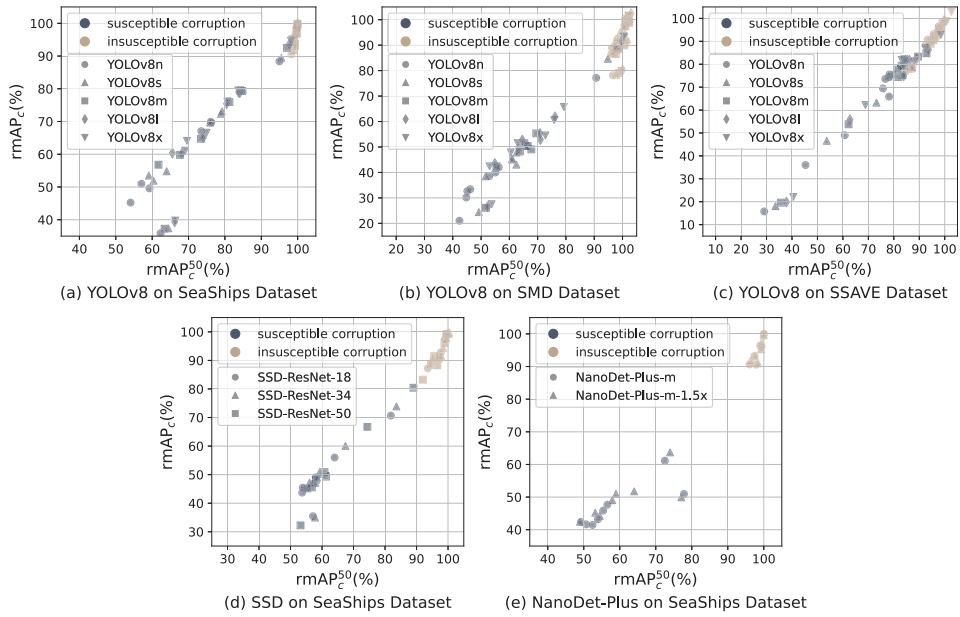 susceptible corruption
insusceptible corruption
YOLOv8n
YOLOv8s
YOLOv8m
YOLOv8l
YOLOv8x
100
90
80
70
60
50
40
40 50 60 70 80 90 100
rmAP_c(%)
rmAP_c^50(%)
(a) YOLOv8 on SeaShips Dataset
susceptible corruption
insusceptible corruption
YOLOv8n
YOLOv8s
YOLOv8m
YOLOv8l
YOLOv8x
100
90
80
70
60
50
40
30
20
20 30 40 50 60 70 80 90 100
rmAP_c(%)
rmAP_c^50(%)
(b) YOLOv8 on SMD Dataset
susceptible corruption
insusceptible corruption
YOLOv8n
YOLOv8s
YOLOv8m
YOLOv8l
YOLOv8x
100
90
80
70
60
50
40
30
20
10
10 20 30 40 50 60 70 80 90 100
rmAP_c(%)
rmAP_c^50(%)
(c) YOLOv8 on SSAVE Dataset
susceptible corruption
insusceptible corruption
SSD-ResNet-18
SSD-ResNet-34
SSD-ResNet-50
100
90
80
70
60
50
40
30
30 40 50 60 70 80 90 100
rmAP_c(%)
rmAP_c^50(%)
(d) SSD on SeaShips Dataset
susceptible corruption
insusceptible corruption
NanoDet-Plus-m
NanoDet-Plus-m-1.5x
100
90
80
70
60
50
40
40 50 60 70 80 90 100
rmAP_c(%)
rmAP_c^50(%)
(e) NanoDet-Plus on SeaShips Dataset